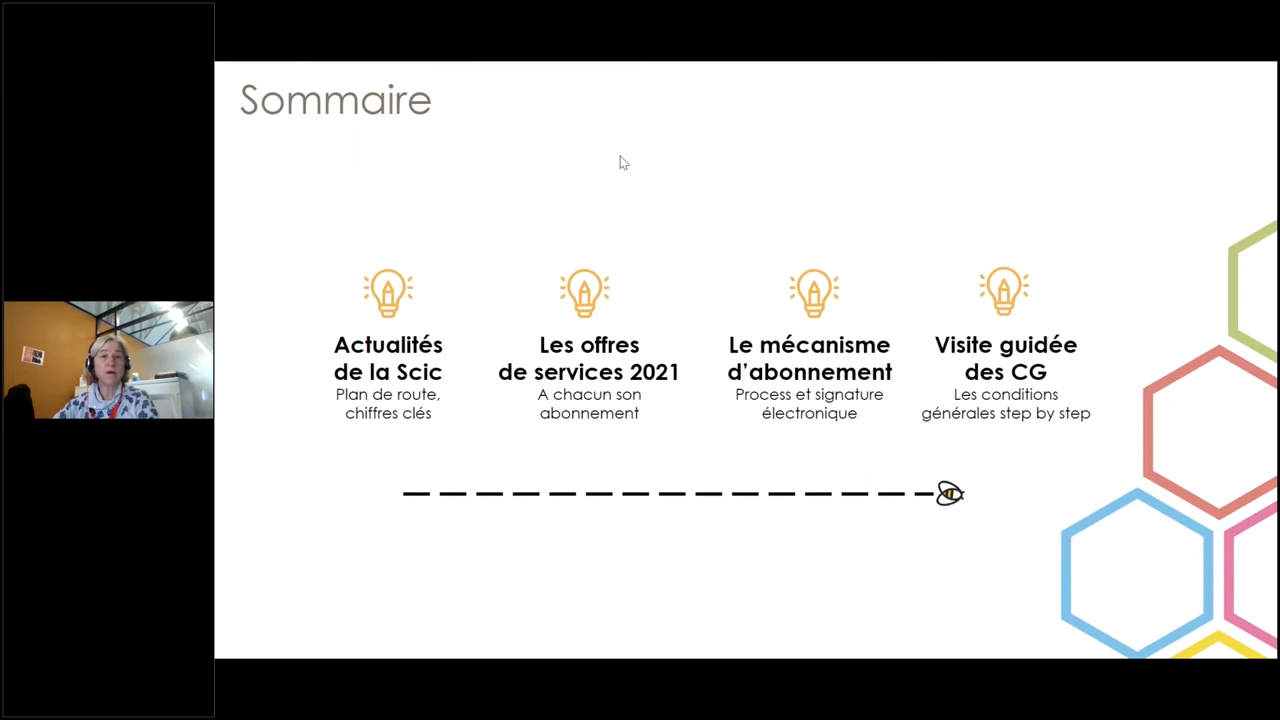 Sommaire
Actualités
de la Scic
Plan de route,
chiffres clés
Les offres
de services 2021
A chacun son
abonnement
Le mécanisme
d'abonnement
Process et signature
électronique
Visite guidée
des CG
Les conditions
générales step by step